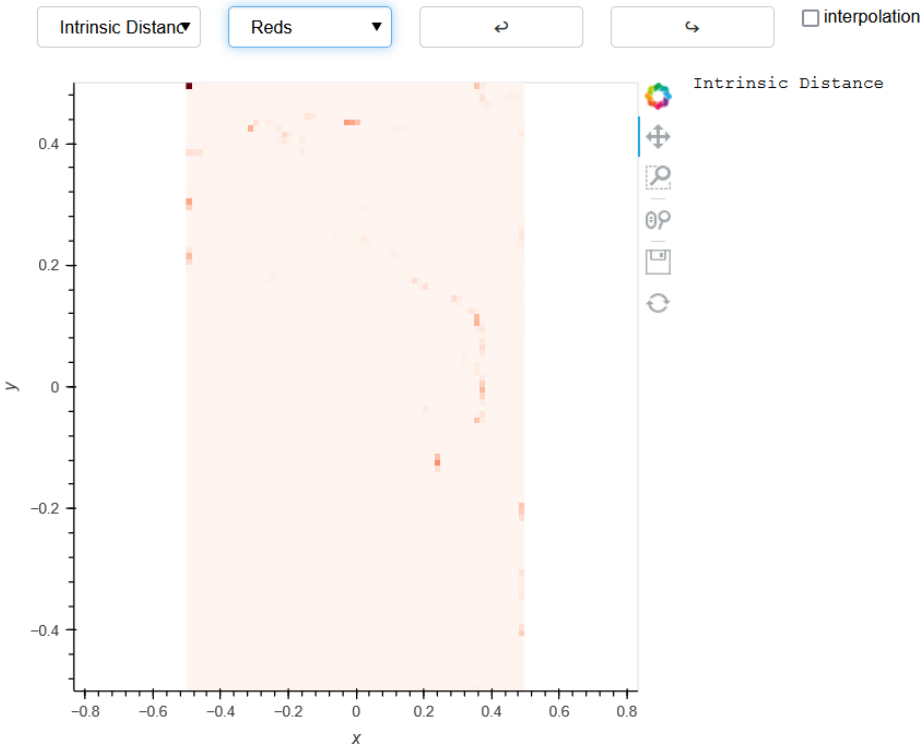 Intrinsic Distanc
Reds
↩
↪
interpolation
Intrinsic Distance
0.4
0.2
0
−0.2
−0.4
y
−0.8 −0.6 −0.4 −0.2 0 0.2 0.4 0.6 0.8
x